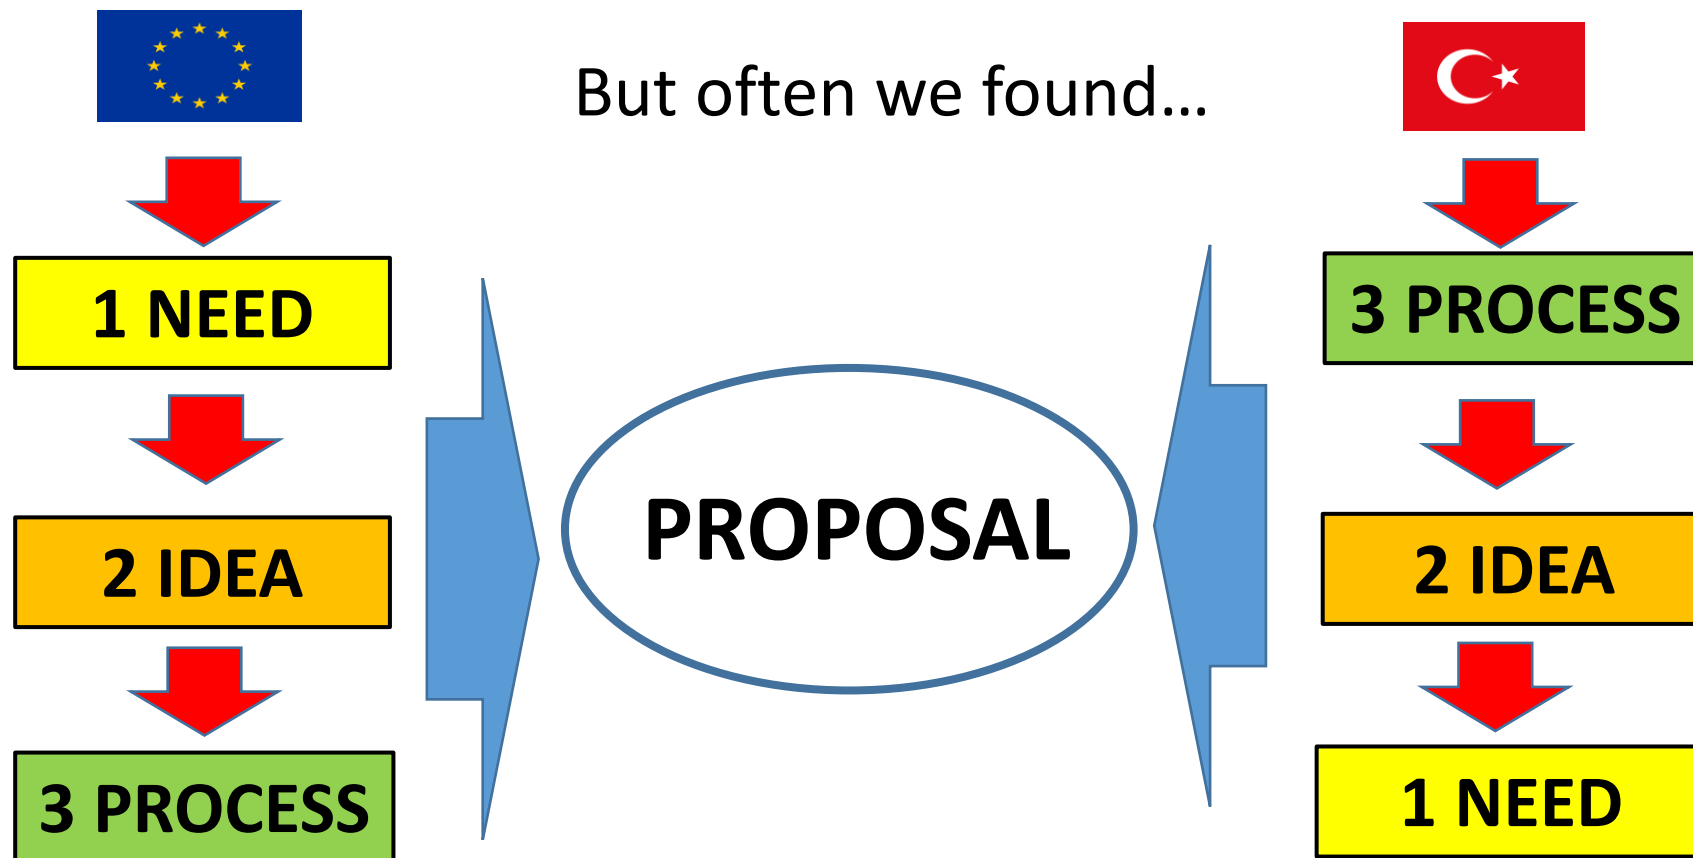 But often we found...
1 NEED
2 IDEA
3 PROCESS
PROPOSAL
3 PROCESS
2 IDEA
1 NEED